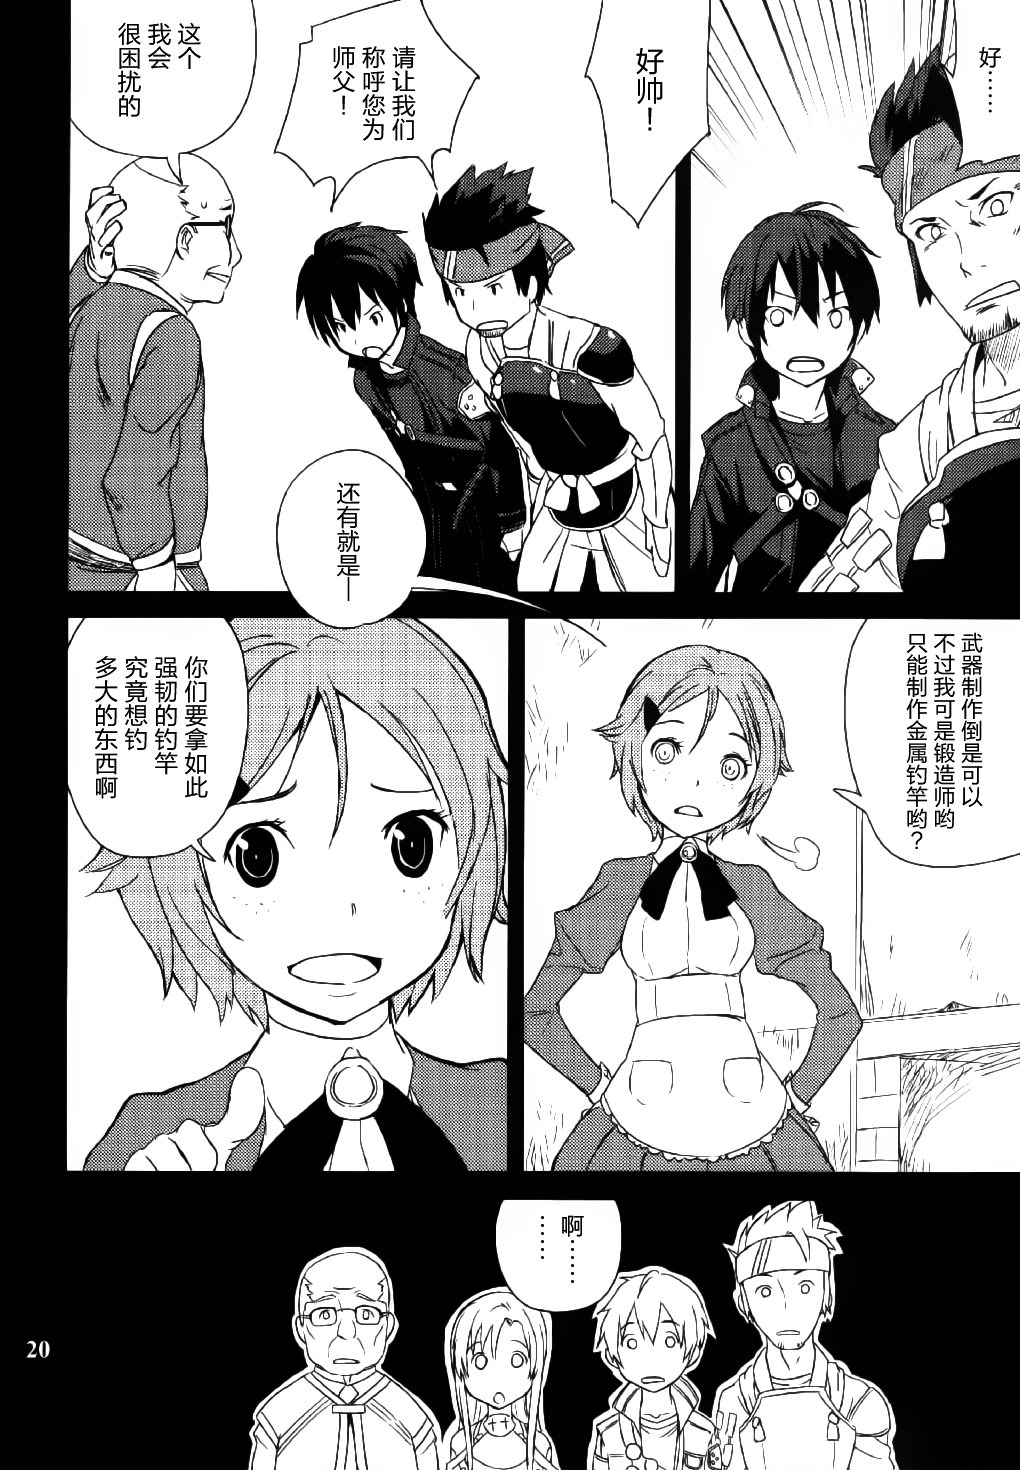 好……
好帅！
请让我们
称呼您为
师父！
这个
我会
很困扰的
还有就是—
武器制作倒是可以
不过我可是锻造师哟
只能制作金属钓竿哟？
你们要拿如此
强韧的钓竿
究竟想钓
多大的东西啊
啊……
……
20